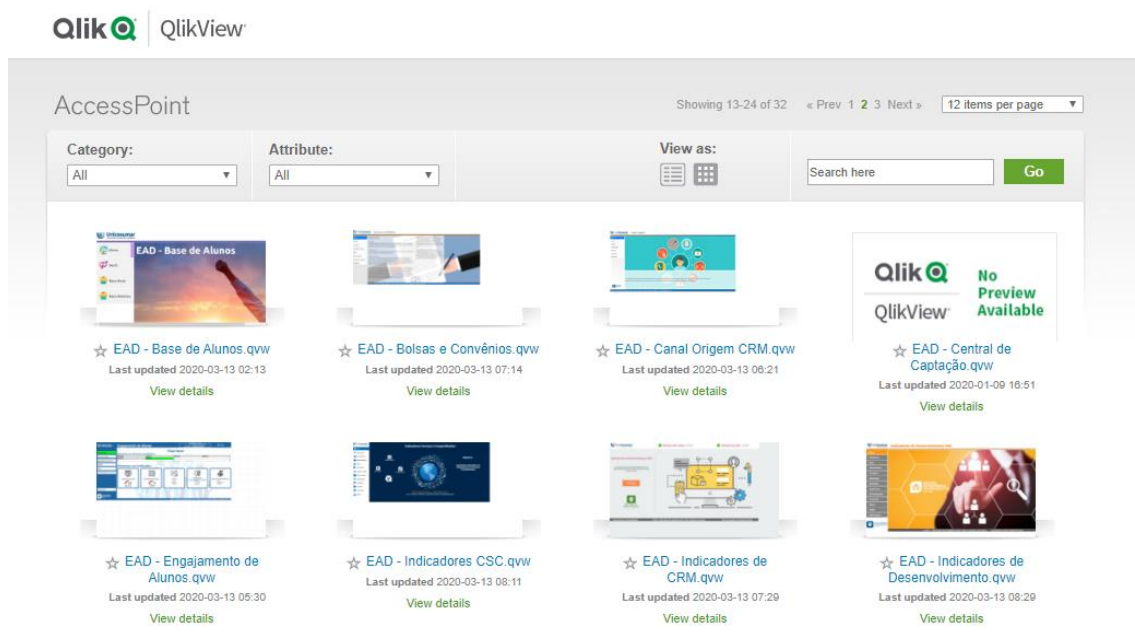 Qlik QlikView
AccessPoint
Showing 13-24 of 32 « Prev 1 2 3 Next » 12 items per page
Category:
Attribute:
View as:
All
All
Search here
Go
Unicesumar
EAD - Base de Alunos
Qlik
QlikView
No
Preview
Available
EAD - Base de Alunos.qvw
Last updated 2020-03-13 02:13
View details
EAD - Bolsas e Convênios.qvw
Last updated 2020-03-13 07:14
View details
EAD - Canal Origem CRM.qvw
Last updated 2020-03-13 06:21
View details
EAD - Central de
Captação.qvw
Last updated 2020-01-09 16:51
View details
EAD - Engajamento de
Alunos.qvw
Last updated 2020-03-13 05:30
View details
EAD - Indicadores CSC.qvw
Last updated 2020-03-13 08:11
View details
EAD - Indicadores de
CRM.qvw
Last updated 2020-03-13 07:29
View details
EAD - Indicadores de
Desenvolvimento.qvw
Last updated 2020-03-13 08:29
View details